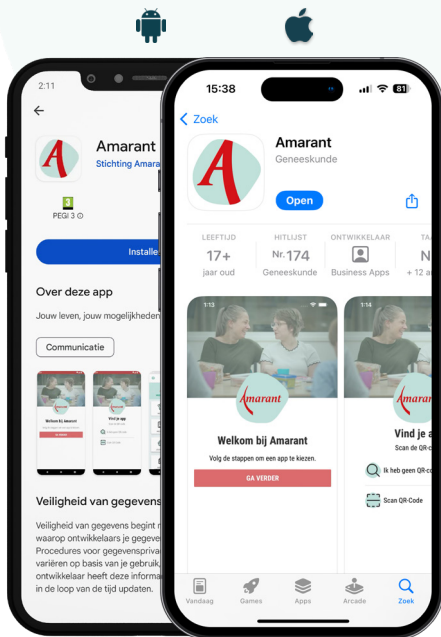 2:11
Amarant
Stichting Amara
3
PEGI 3
Installe
Over deze app
Jouw leven, jouw mogelijkheden
Communicatie
Welkom bij Amarant
GA VERDER
Vind je app
Veiligheid van gegevens
Veiligheid van gegevens begint
waarop ontwikkelaars je gegeve
Procedures voor gegevenspriva
variëren op basis van je gebruik,
ontwikkelaar heeft deze informa
in de loop van de tijd updaten.
15:38
81
Zoek
Amarant
Geneeskunde
Open
LEEFTIJD
HITLIJST
ONTWIKKELAAR
TA
17+
Nr. 174
N
jaar oud
Geneeskunde
Business Apps
+ 12 a
1:13
Amarant
Welkom bij Amarant
Volg de stappen om een app te kiezen.
GA VERDER
1:14
Amaran
Vind je a
Scan de QR-c
Ik heb geen QR-c
Scan QR-Code
Vandaag
Games
Apps
Arcade
Zoek